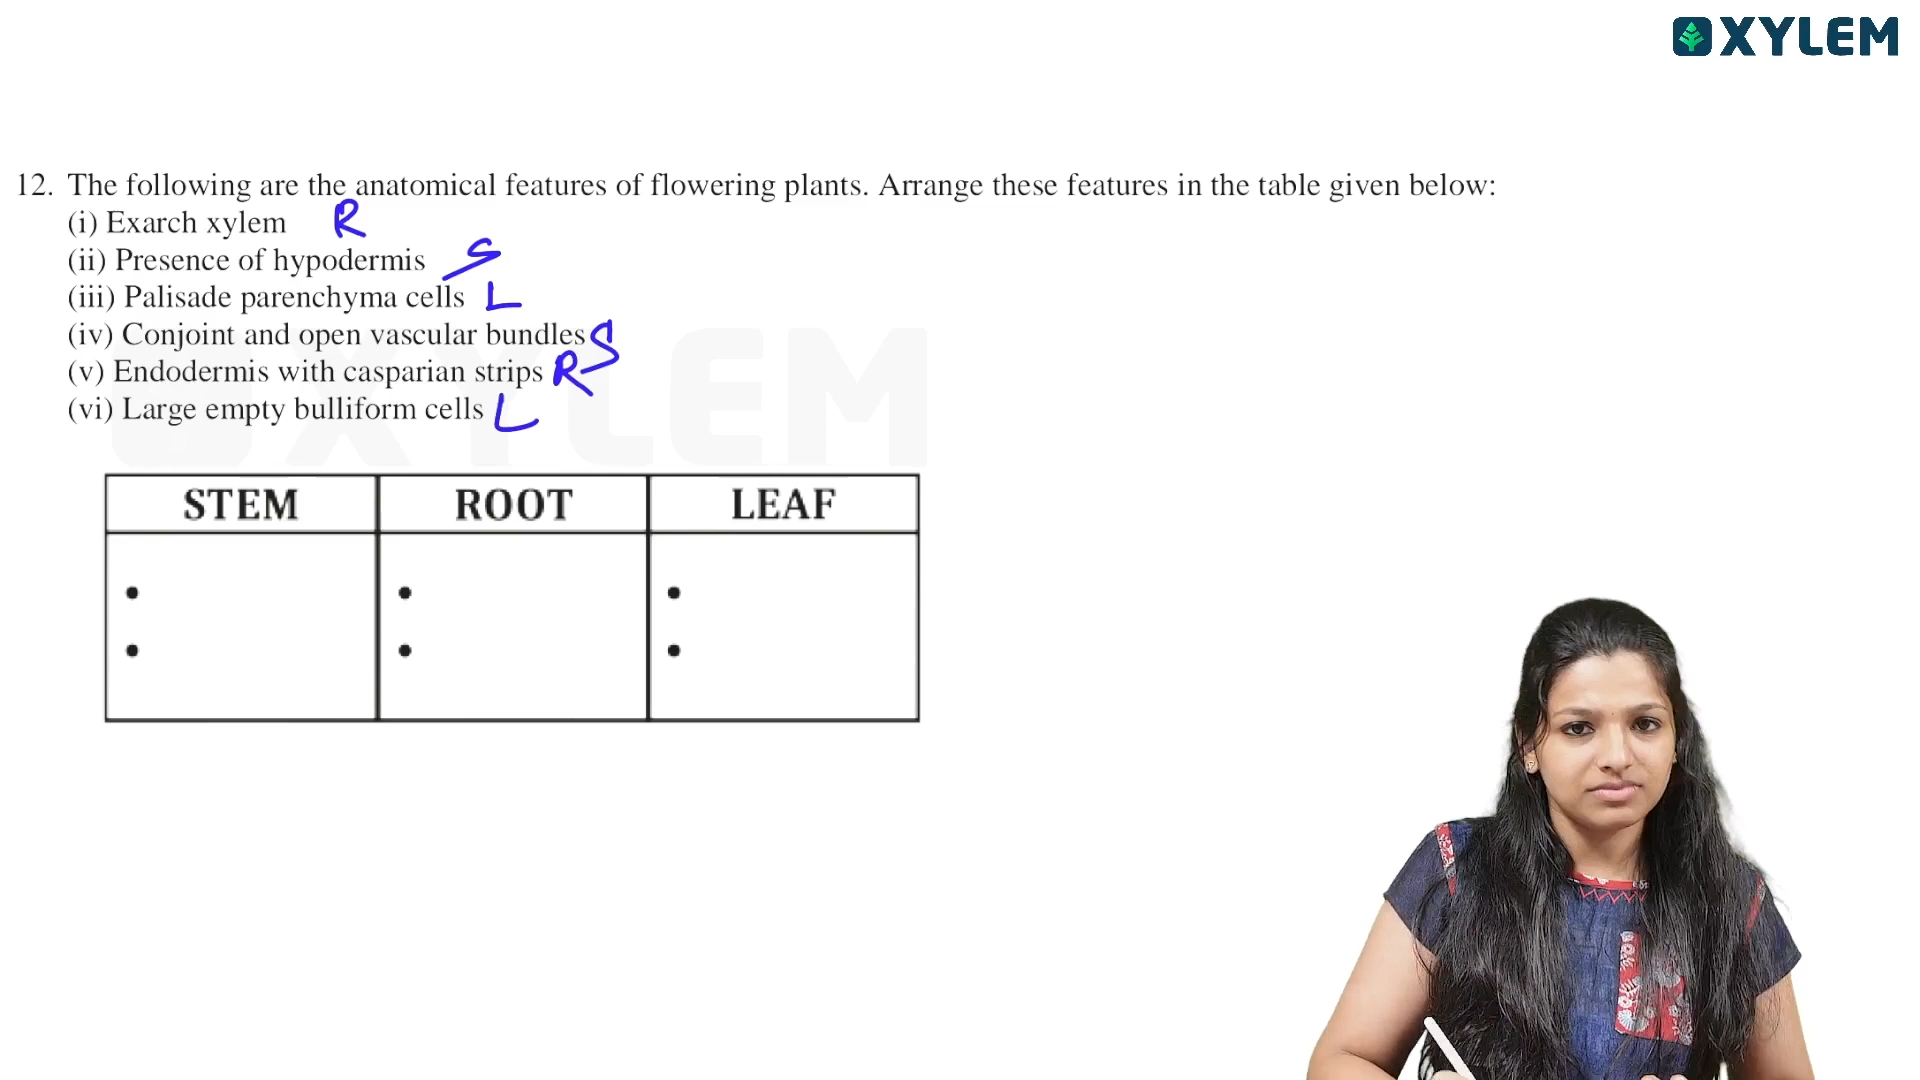 XYLEM
12. The following are the anatomical features of flowering plants. Arrange these features in the table given below:
(i) Exarch xylem R
(ii) Presence of hypodermis S
(iii) Palisade parenchyma cells L
(iv) Conjoint and open vascular bundles S
(v) Endodermis with casparian strips R
(vi) Large empty bulliform cells L
XYLEM
STEM ROOT LEAF